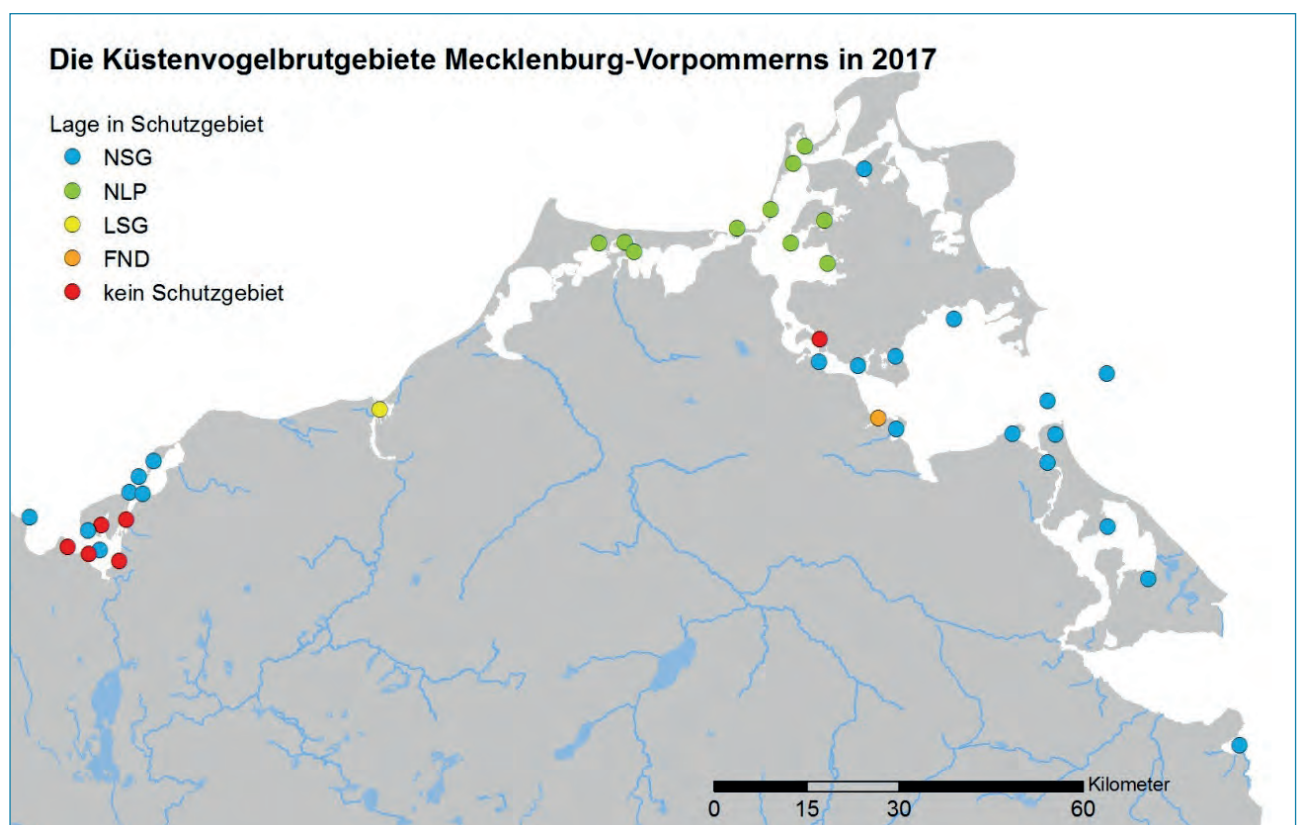 Die Küstenvogelbrutgebiete Mecklenburg-Vorpommerns in 2017
Lage in Schutzgebiet
NSG
NLP
LSG
FND
kein Schutzgebiet
Kilometer
0 15 30 60